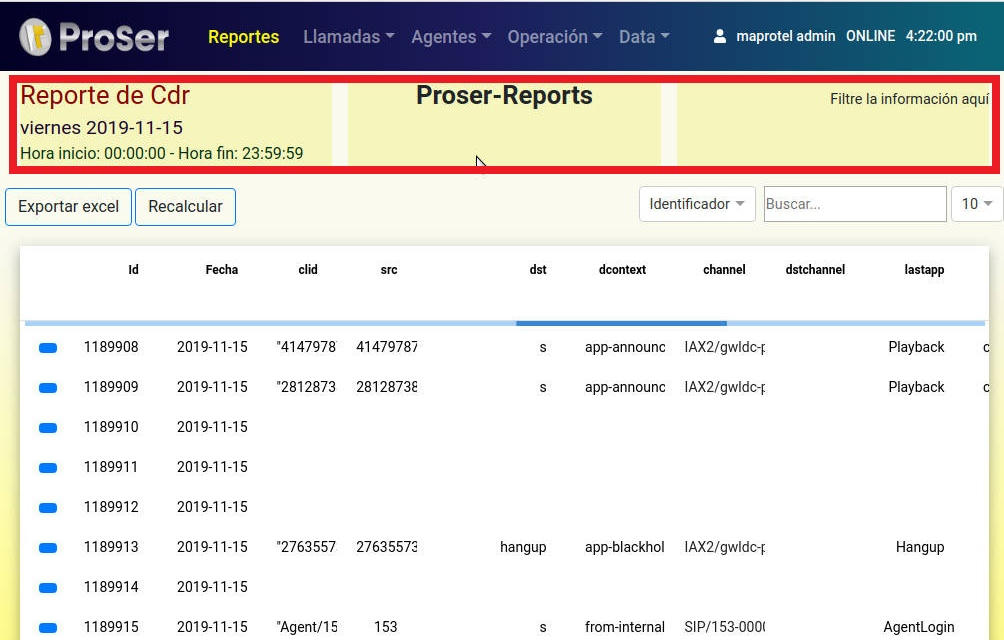 ProSer Reportes Llamadas Agentes Operación Data maprotel admin ONLINE 4:22:00 pm
Reporte de Cdr Proser-Reports Filtre la información aquí
viernes 2019-11-15
Hora inicio: 00:00:00 - Hora fin: 23:59:59
Exportar excel Recalcular Identificador Buscar... 10
Id Fecha clid src dst dcontext channel dstchannel lastapp
1189908 2019-11-15 "4147978 41479787 s app-announc IAX2/gwldc-p Playback c
1189909 2019-11-15 "2812873 28128738 s app-announc IAX2/gwldc-p Playback c
1189910 2019-11-15
1189911 2019-11-15
1189912 2019-11-15
1189913 2019-11-15 "2763557 27635573 hangup app-blackhol IAX2/gwldc-p Hangup
1189914 2019-11-15
1189915 2019-11-15 "Agent/15 153 s from-internal SIP/153-0000 AgentLogin